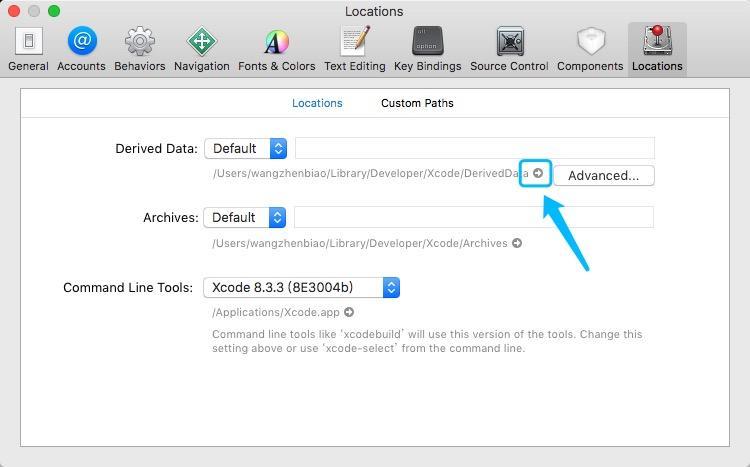 Locations
General Accounts Behaviors Navigation Fonts & Colors Text Editing Key Bindings Source Control Components Locations
Locations Custom Paths
Derived Data: Default
/Users/wangzhenbiao/Library/Developer/Xcode/DerivedData Advanced...
Archives: Default
/Users/wangzhenbiao/Library/Developer/Xcode/Archives
Command Line Tools: Xcode 8.3.3 (8E3004b)
/Applications/Xcode.app
Command line tools like 'xcodebuild' will use this version of the tools. Change this
setting above or use 'xcode-select' from the command line.